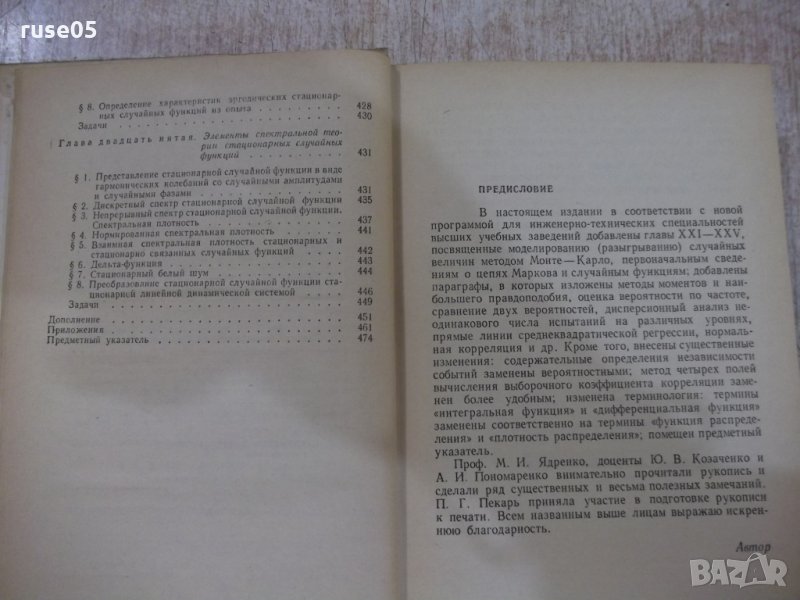 ruse05
§ 8. Определение характеристик эргодических стационар-
ных случайных функций из опыта . . . . . . . . 428
Задачи . . . . . . . . . . . . . . . . . . . . 430
Глава двадцать пятая. Элементы спектральной тео-
рии стационарных случайных
функций . . . . . . . . . . 431
§ 1. Представление стационарной случайной функции в виде
гармонических колебаний со случайными амплитудами
и случайными фазами . . . . . . . . . . . . . . 431
§ 2. Дискретный спектр стационарной случайной функции 435
§ 3. Непрерывный спектр стационарной случайной функции.
Спектральная плотность . . . . . . . . . . . . 437
§ 4. Нормированная спектральная плотность . . . . . . 441
§ 5. Взаимная спектральная плотность стационарных и
стационарно связанных случайных функций . . . . . 442
§ 6. Дельта-функция . . . . . . . . . . . . . . . . 443
§ 7. Стационарный белый шум . . . . . . . . . . . . 444
§ 8. Преобразование стационарной случайной функции ста-
ционарной линейной динамической системой . . . . . 446
Задачи . . . . . . . . . . . . . . . . . . . . 449
Дополнение . . . . . . . . . . . . . . . . . . 451
Приложения . . . . . . . . . . . . . . . . . . 461
Предметный указатель . . . . . . . . . . . . . . 474
ПРЕДИСЛОВИЕ
В настоящем издании в соответствии с новой
программой для инженерно-технических специальностей
высших учебных заведений добавлены главы XXI—XXV,
посвященные моделированию (разыгрыванию) случайных
величин методом Монте — Карло, первоначальным сведе-
ниям о цепях Маркова и случайным функциям; добавлены
параграфы, в которых изложены методы моментов и наи-
большего правдоподобия, оценка вероятности по частоте,
сравнение двух вероятностей, дисперсионный анализ не-
одинакового числа испытаний на различных уровнях,
прямые линии среднеквадратической регрессии, нормаль-
ная корреляция и др. Кроме того, внесены существенные
изменения: содержательные определения независимости
событий заменены вероятностными; метод четырех полей
вычисления выборочного коэффициента корреляции заме-
нен более удобным; изменена терминология: термины
«интегральная функция» и «дифференциальная функция»
заменены соответственно на термины «функция распреде-
ления» и «плотность распределения»; помещен предметный
указатель.
Проф. М. И. Ядренко, доценты Ю. В. Козаченко и
А. И. Пономаренко внимательно прочитали рукопись и
сделали ряд существенных и весьма полезных замечаний.
П. Г. Пекарь приняла участие в подготовке рукописи
к печати. Всем названным выше лицам выражаю искрен-
нюю благодарность.
Автор
BAZAR
.bg